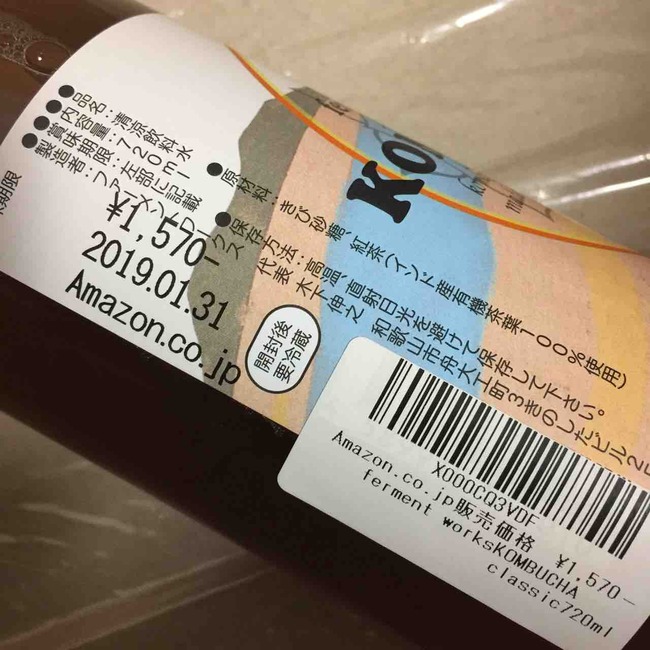 ●品名:清涼飲料水
●内容量:720ml
●賞味期限:左部に記載
●製造者:ファーメントワークス 代表 木下伸之 和歌山市舟大工町3きのしたビル2F
●原材料:きび砂糖、紅茶(インド産有機茶葉100%使用)
●保存方法:高温、直射日光を避けて保存して下さい。
期限
¥1,570-
2019.01.31
Amazon.co.jp
開封後
要冷蔵
Ko
X000CQ3VDF
Amazon.co.jp販売価格 ¥1,570-
ferment worksKOMBUCHA
classic720ml